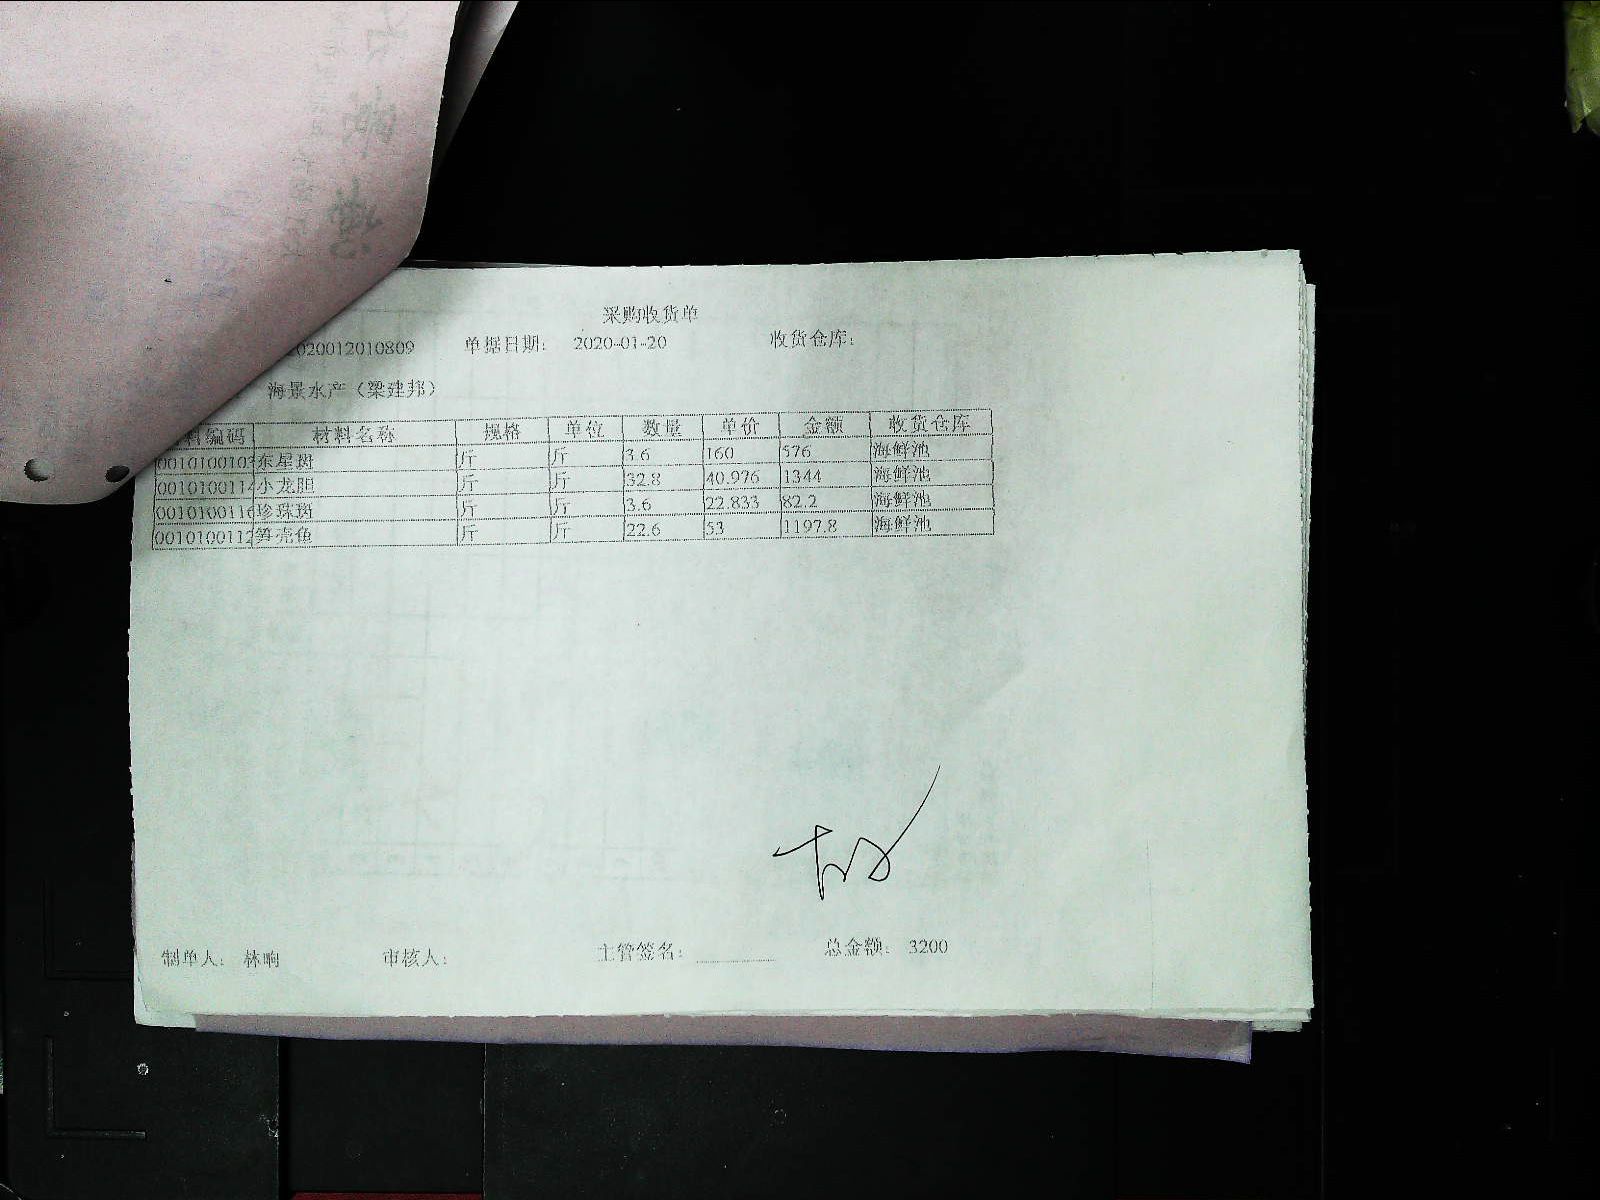 采购收货单
2020012010809 单据日期: 2020-01-20 收货仓库:
海景水产（梁建邦）
料编码 材料名称 规格 单位 数量 单价 金额 收货仓库
0010100103 东星斑 斤 斤 3.6 160 576 海鲜池
0010100114 小龙胆 斤 斤 32.8 40.976 1344 海鲜池
0010100116 珍珠斑 斤 斤 3.6 22.833 82.2 海鲜池
0010100112 笋壳鱼 斤 斤 22.6 53 1197.8 海鲜池
制单人: 林晌 审核人: 主管签名: 总金额: 3200